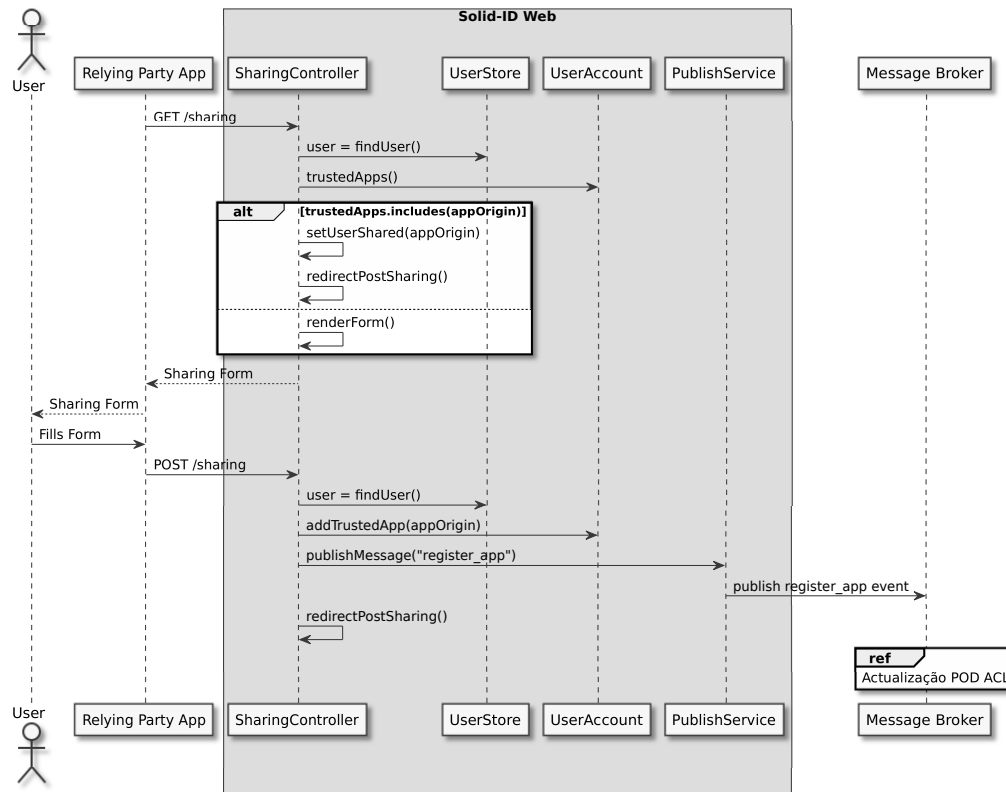 Solid-ID Web
User
Relying Party App
SharingController
UserStore
UserAccount
PublishService
Message Broker
GET /sharing
user = findUser()
trustedApps()
alt
[trustedApps.includes(appOrigin)]
setUserShared(appOrigin)
redirectPostSharing()
renderForm()
Sharing Form
Sharing Form
Fills Form
POST /sharing
user = findUser()
addTrustedApp(appOrigin)
publishMessage("register_app")
publish register_app event
redirectPostSharing()
ref
Actualização POD ACL
User
Relying Party App
SharingController
UserStore
UserAccount
PublishService
Message Broker